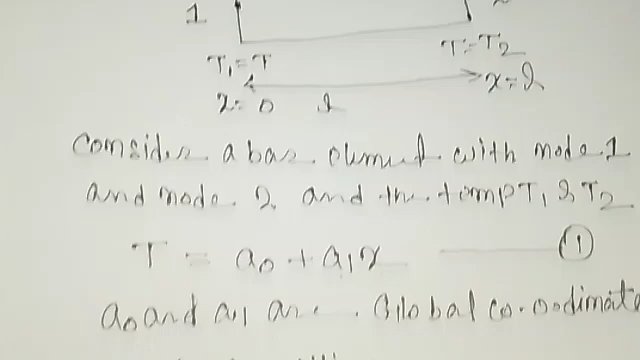 1
T1 = T T = T2
x = 0 l x = l
Consider a bar element with node 1
and node 2 and the temp T1 & T2
T = a0 + a1x ——— (1)
a0 and a1 are Global co-ordinate